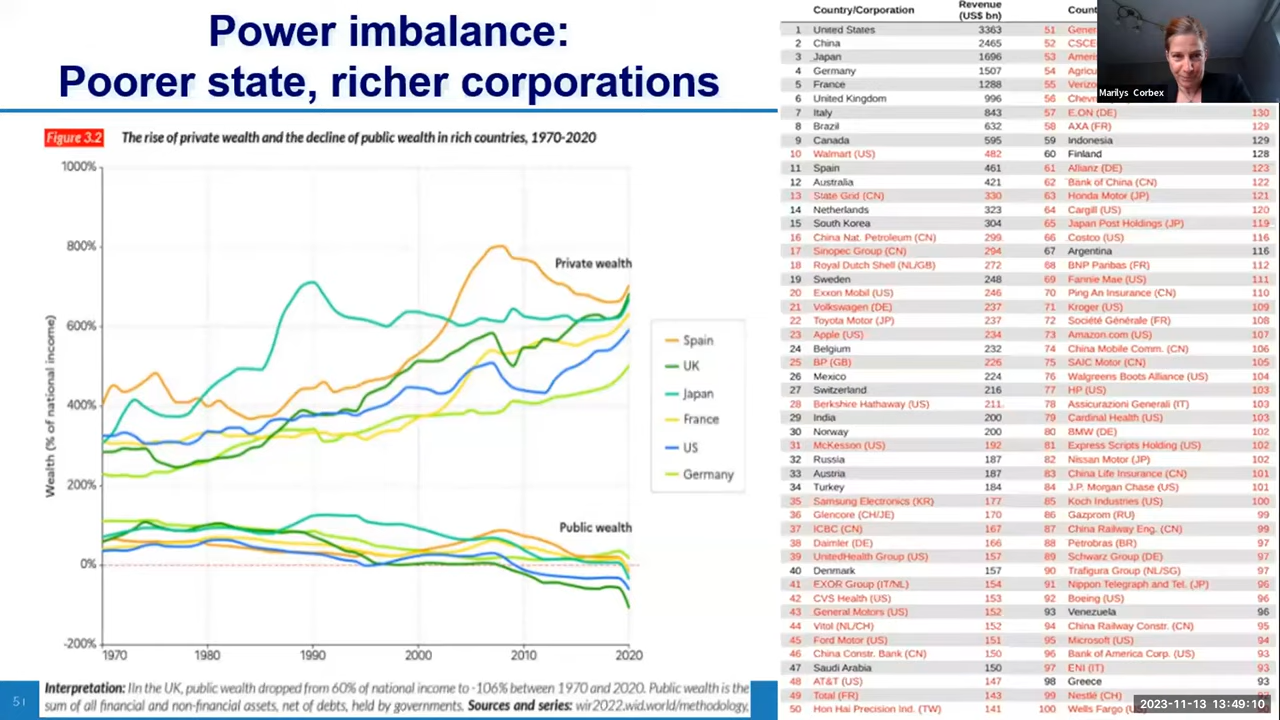 Power imbalance:
Poorer state, richer corporations
Figure 3.2 The rise of private wealth and the decline of public wealth in rich countries, 1970-2020
Wealth (% of national income)
1000%
800%
600%
400%
200%
0%
-200%
1970 1980 1990 2000 2010 2020
Private wealth
Public wealth
Spain
UK
Japan
France
US
Germany
Interpretation: In the UK, public wealth dropped from 60% of national income to -106% between 1970 and 2020. Public wealth is the
sum of all financial and non-financial assets, net of debts, held by governments. Sources and series: wir2022.wid.world/methodology,
5
Country/Corporation Revenue (US$ bn)
1 United States 3363
2 China 2465
3 Japan 1696
4 Germany 1507
5 France 1288
6 United Kingdom 996
7 Italy 843
8 Brazil 632
9 Canada 595
10 Walmart (US) 482
11 Spain 461
12 Australia 421
13 State Grid (CN) 330
14 Netherlands 323
15 South Korea 304
16 China Nat. Petroleum (CN) 299
17 Sinopec Group (CN) 294
18 Royal Dutch Shell (NL/GB) 272
19 Sweden 248
20 Exxon Mobil (US) 246
21 Volkswagen (DE) 237
22 Toyota Motor (JP) 237
23 Apple (US) 234
24 Belgium 232
25 BP (GB) 226
26 Mexico 224
27 Switzerland 216
28 Berkshire Hathaway (US) 211
29 India 200
30 Norway 200
31 McKesson (US) 192
32 Russia 187
33 Austria 187
34 Turkey 184
35 Samsung Electronics (KR) 177
36 Glencore (CH/JE) 170
37 ICBC (CN) 167
38 Daimler (DE) 166
39 UnitedHealth Group (US) 157
40 Denmark 157
41 EXOR Group (IT/NL) 154
42 CVS Health (US) 153
43 General Motors (US) 152
44 Vitol (NL/CH) 152
45 Ford Motor (US) 151
46 China Constr. Bank (CN) 150
47 Saudi Arabia 150
48 AT&T (US) 147
49 Total (FR) 143
50 Hon Hai Precision Ind. (TW) 141
Count
51 Gener
52 CSCE
53 Ameri
54 Agricu
55 Verizo
56 Chevr
57 E.ON (DE) 130
58 AXA (FR) 129
59 Indonesia 129
60 Finland 128
61 Allianz (DE) 123
62 Bank of China (CN) 122
63 Honda Motor (JP) 121
64 Cargill (US) 120
65 Japan Post Holdings (JP) 119
66 Costco (US) 116
67 Argentina 116
68 BNP Paribas (FR) 112
69 Fannie Mae (US) 111
70 Ping An Insurance (CN) 110
71 Kroger (US) 109
72 Société Générale (FR) 108
73 Amazon.com (US) 107
74 China Mobile Comm. (CN) 106
75 SAIC Motor (CN) 105
76 Walgreens Boots Alliance (US) 104
77 HP (US) 103
78 Assicurazioni Generali (IT) 103
79 Cardinal Health (US) 103
80 BMW (DE) 102
81 Express Scripts Holding (US) 102
82 Nissan Motor (JP) 102
83 China Life Insurance (CN) 101
84 J.P. Morgan Chase (US) 101
85 Koch Industries (US) 100
86 Gazprom (RU) 99
87 China Railway Eng. (CN) 99
88 Petrobras (BR) 97
89 Schwarz Group (DE) 97
90 Trafigura Group (NL/SG) 97
91 Nippon Telegraph and Tel. (JP) 96
92 Boeing (US) 96
93 Venezuela 96
94 China Railway Constr. (CN) 95
95 Microsoft (US) 94
96 Bank of America Corp. (US) 93
97 ENI (IT) 93
98 Greece 93
99 Nestlé (CH)
100 Wells Fargo (US
Marilys Corbex
2023-11-13 13:49:10